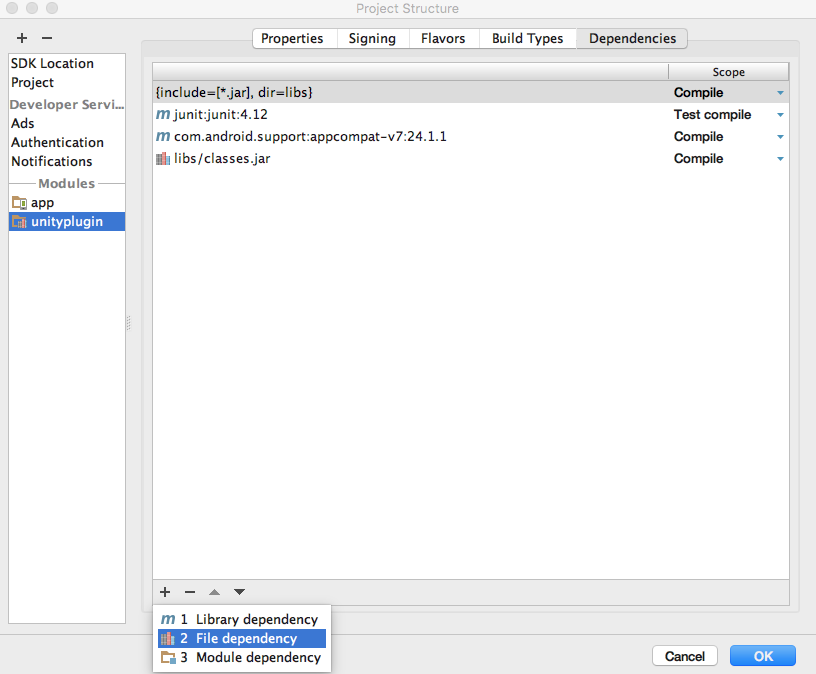 Project Structure
Properties Signing Flavors Build Types Dependencies
SDK Location
Project
Developer Servi...
Ads
Authentication
Notifications
Modules
app
unityplugin
Scope
{include=[*.jar], dir=libs} Compile
m junit:junit:4.12 Test compile
m com.android.support:appcompat-v7:24.1.1 Compile
libs/classes.jar Compile
m 1 Library dependency
2 File dependency
3 Module dependency
Cancel OK